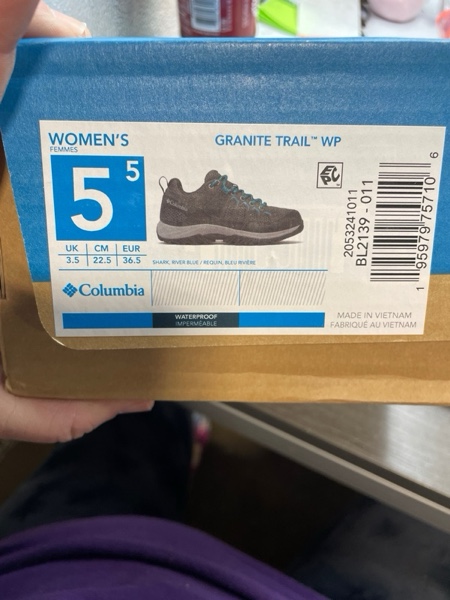 WOMEN'S
FEMMES
GRANITE TRAIL™ WP
5 5
UK CM EUR
3.5 22.5 36.5
SHARK, RIVER BLUE / REQUIN, BLEU RIVIÈRE
Columbia
WATERPROOF
IMPERMÉABLE
2053241011
BL2139 - 011
1 95979 75710 6
MADE IN VIETNAM
FABRIQUÉ AU VIETNAM